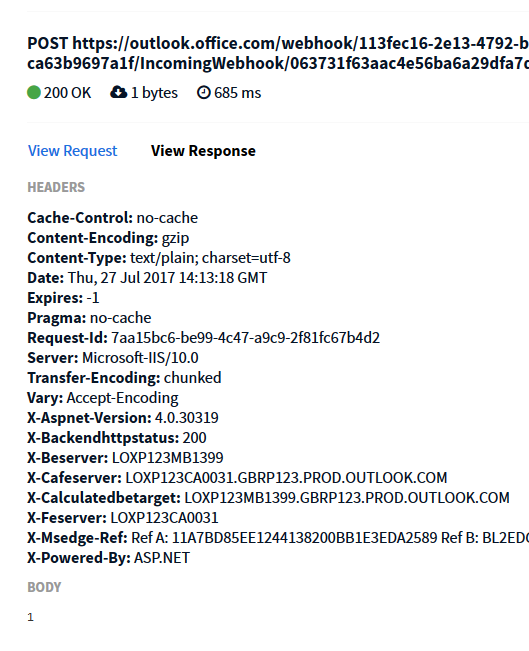 POST https://outlook.office.com/webhook/113fec16-2e13-4792-b
ca63b9697a1f/IncomingWebhook/063731f63aac4e56ba6a29dfa7c
200 OK 1 bytes 685 ms
View Request View Response
HEADERS
Cache-Control: no-cache
Content-Encoding: gzip
Content-Type: text/plain; charset=utf-8
Date: Thu, 27 Jul 2017 14:13:18 GMT
Expires: -1
Pragma: no-cache
Request-Id: 7aa15bc6-be99-4c47-a9c9-2f81fc67b4d2
Server: Microsoft-IIS/10.0
Transfer-Encoding: chunked
Vary: Accept-Encoding
X-Aspnet-Version: 4.0.30319
X-Backendhttpstatus: 200
X-Beserver: LOXP123MB1399
X-Cafeserver: LOXP123CA0031.GBRP123.PROD.OUTLOOK.COM
X-Calculatedbetarget: LOXP123MB1399.GBRP123.PROD.OUTLOOK.COM
X-Feserver: LOXP123CA0031
X-Msedge-Ref: Ref A: 11A7BD85EE1244138200BB1E3EDA2589 Ref B: BL2ED
X-Powered-By: ASP.NET
BODY
1